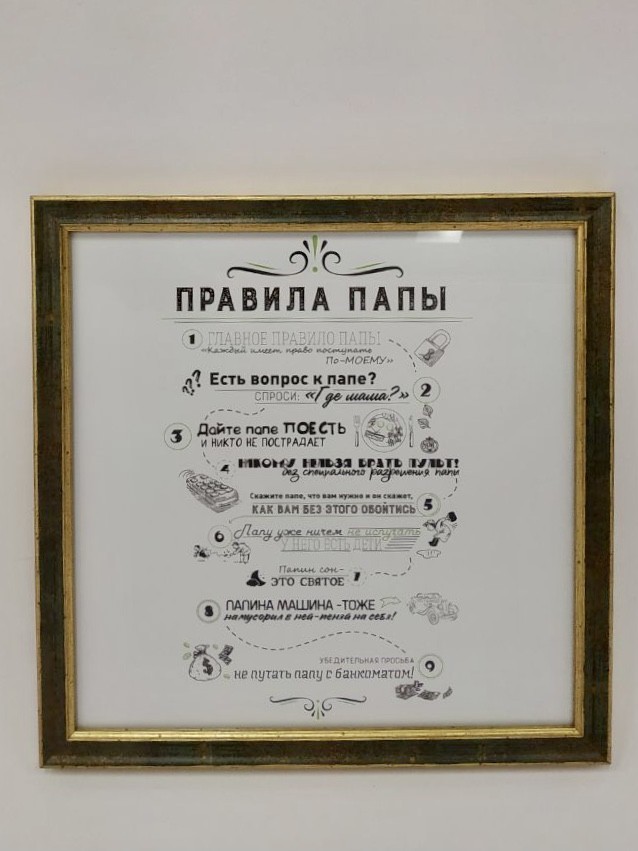 ПРАВИЛА ПАПЫ
1 ГЛАВНОЕ ПРАВИЛО ПАПЫ
«Каждый имеет право поступать
По-МОЕМУ»
Есть вопрос к папе?
СПРОСИ: «Где мама?» 2
3 Дайте папе ПОЕСТЬ
И НИКТО НЕ ПОСТРАДАЕТ
4 НИКОМУ НЕЛЬЗЯ БРАТЬ ПУЛЬТ!
без специального разрешения папы
Скажите папе, что вам нужно и он скажет,
КАК ВАМ БЕЗ ЭТОГО ОБОЙТИСЬ 5
6 Папу уже ничем не испугать
У НЕГО ЕСТЬ ДЕТИ
Папин сон-
ЭТО СВЯТОЕ 7
8 ПАПИНА МАШИНА -ТОЖЕ
намусорил в ней-пеняй на себя!
УБЕДИТЕЛЬНАЯ ПРОСЬБА 9
не путать папу с банкоматом!